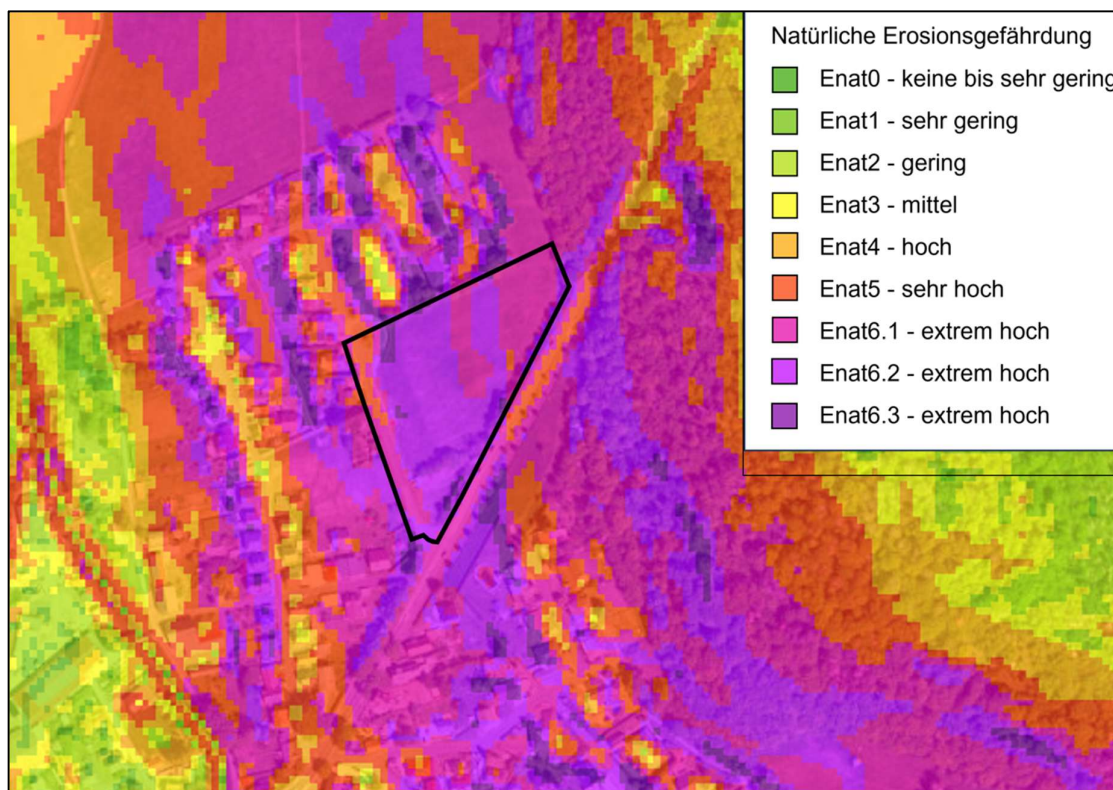 Natürliche Erosionsgefährdung
Enat0 - keine bis sehr gering
Enat1 - sehr gering
Enat2 - gering
Enat3 - mittel
Enat4 - hoch
Enat5 - sehr hoch
Enat6.1 - extrem hoch
Enat6.2 - extrem hoch
Enat6.3 - extrem hoch